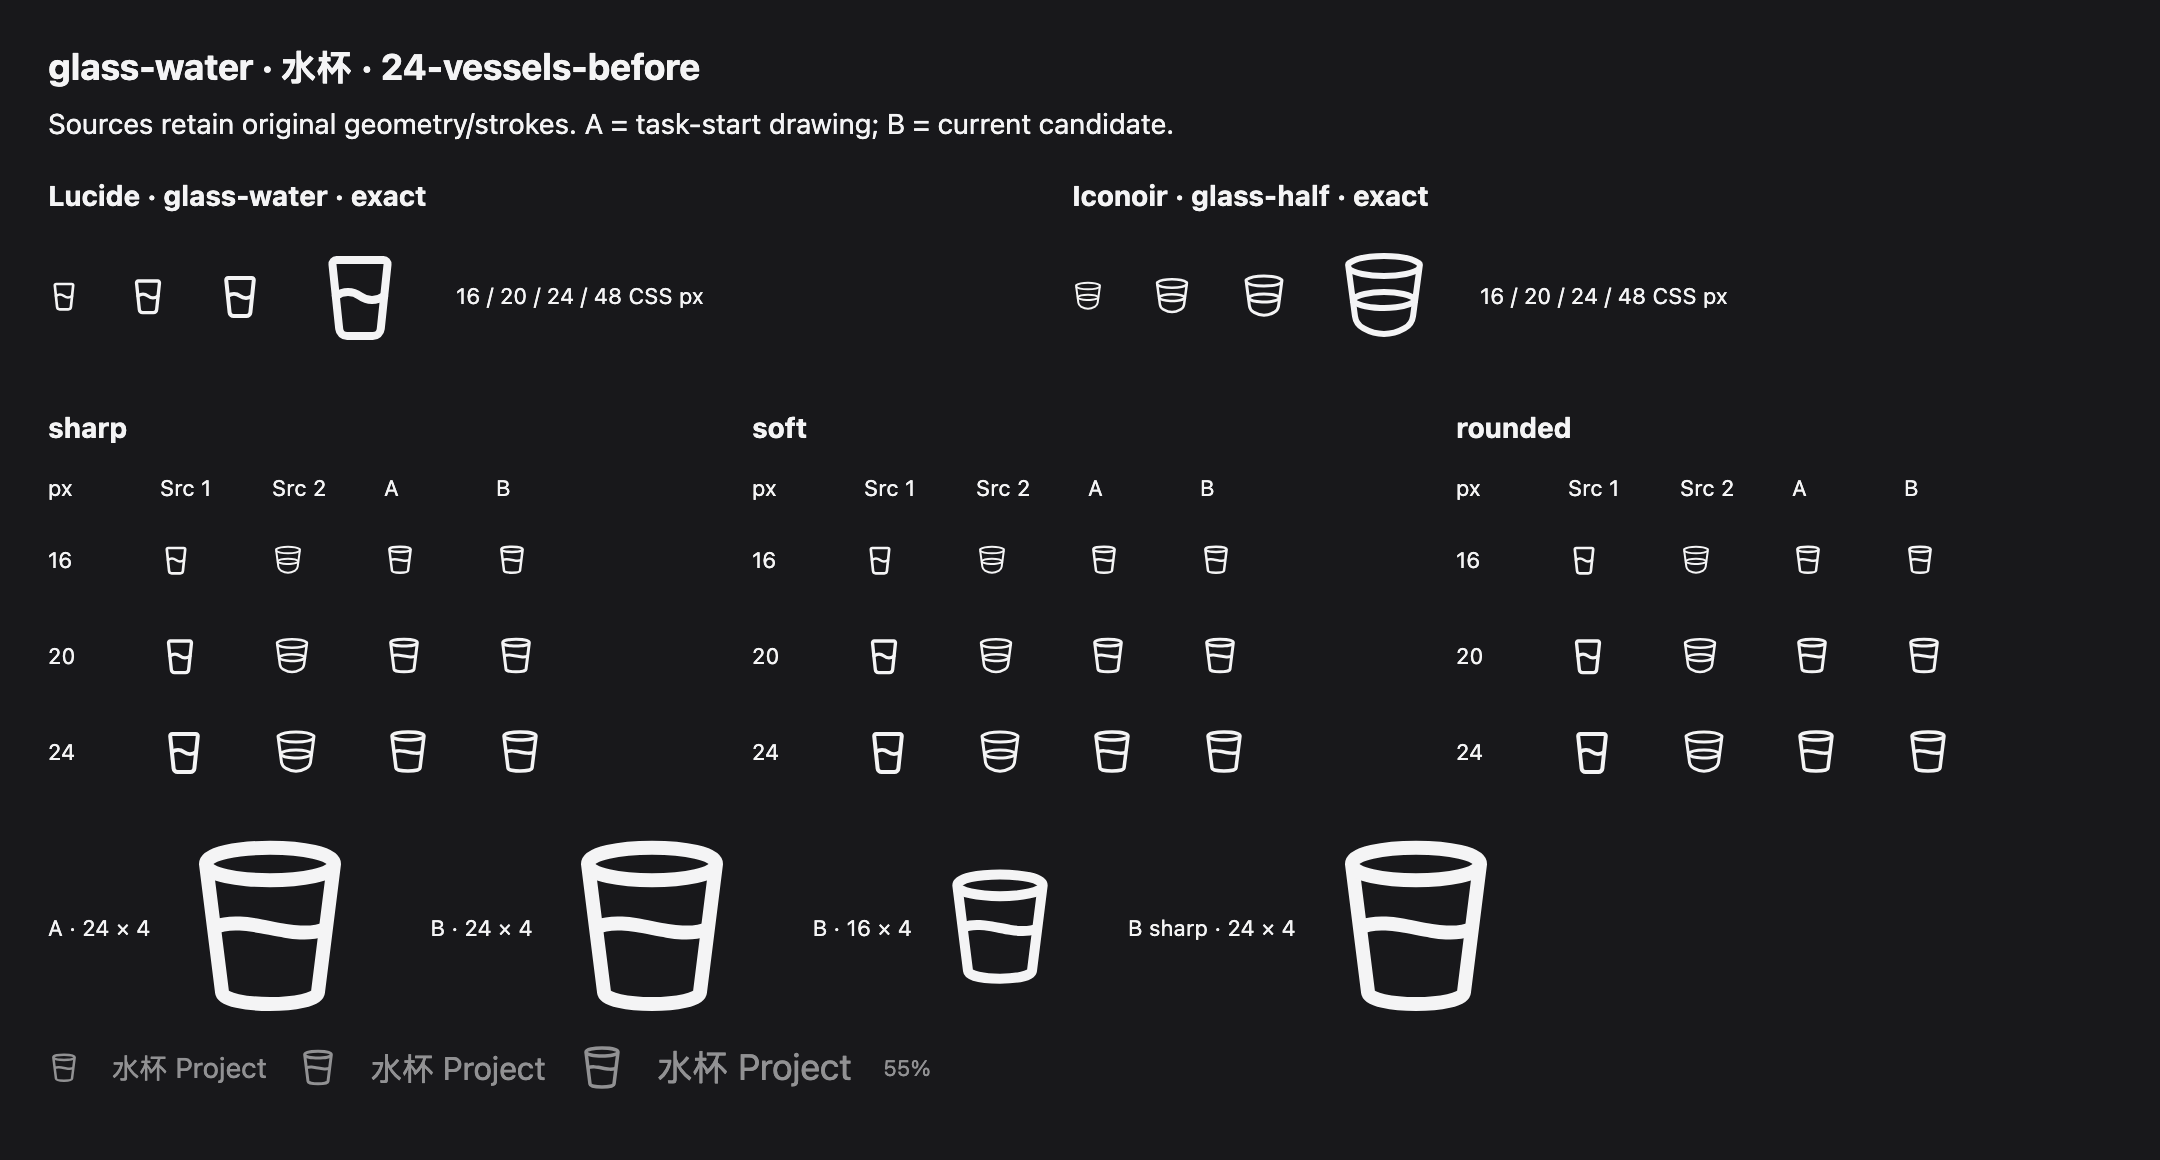 glass-water · 水杯 · 24-vessels-before
Sources retain original geometry/strokes. A = task-start drawing; B = current candidate.
Lucide · glass-water · exact
Iconoir · glass-half · exact
16 / 20 / 24 / 48 CSS px
16 / 20 / 24 / 48 CSS px
sharp
soft
rounded
px Src 1 Src 2 A B
px Src 1 Src 2 A B
px Src 1 Src 2 A B
16
16
16
20
20
20
24
24
24
A · 24 × 4
B · 24 × 4
B · 16 × 4
B sharp · 24 × 4
水杯 Project
水杯 Project
水杯 Project
55%